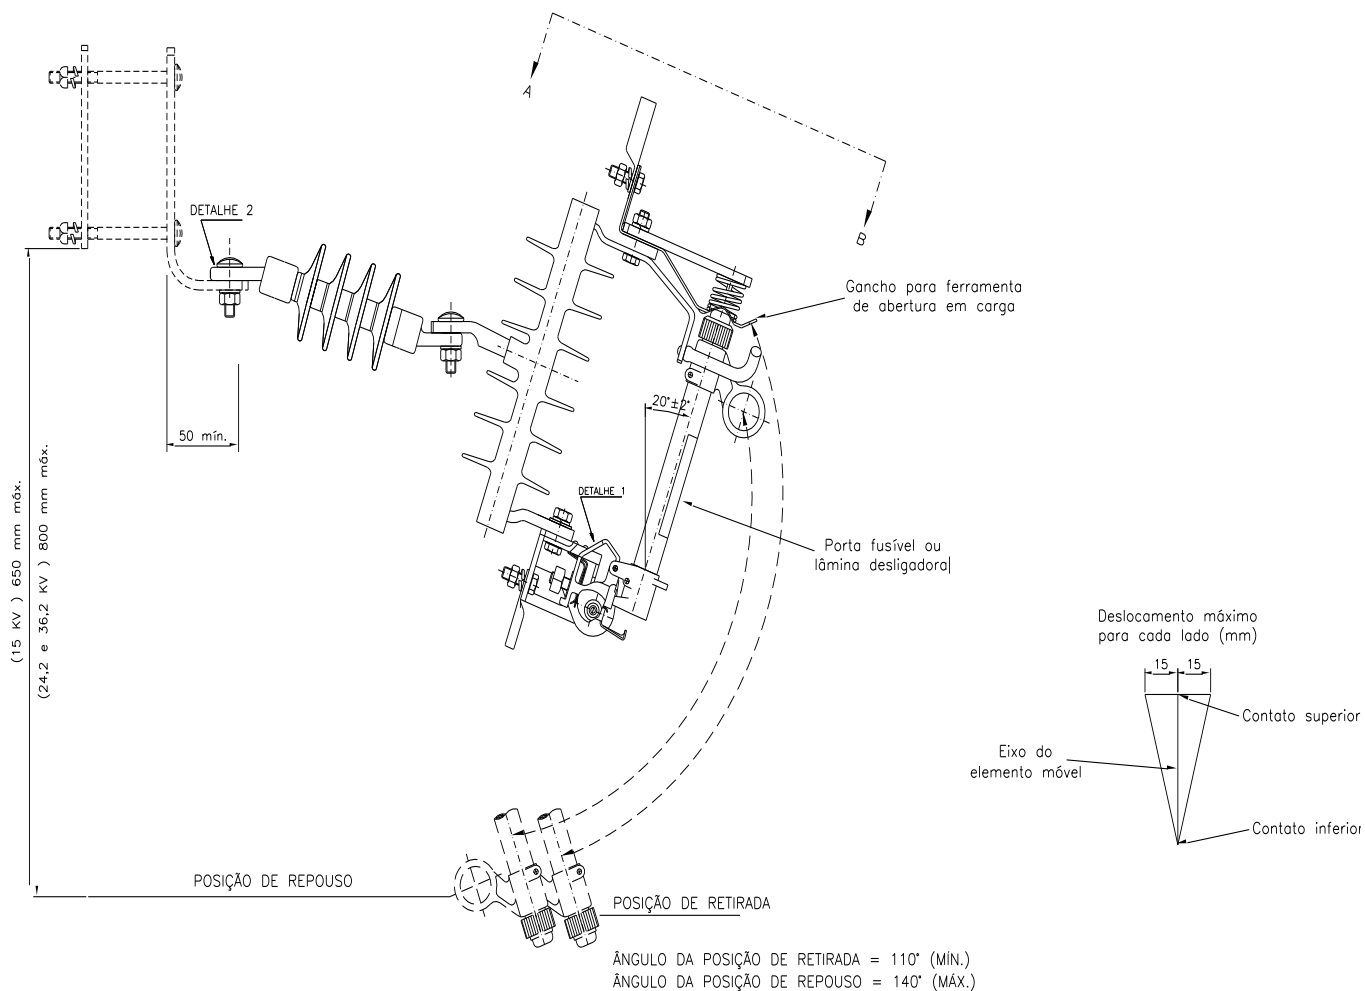 A
B
DETALHE 2
Gancho para ferramenta
de abertura em carga
20°±2°
50 mín.
DETALHE 1
Porta fusível ou
lâmina desligadora
(15 KV ) 650 mm máx.
(24,2 e 36,2 KV ) 800 mm máx.
Deslocamento máximo
para cada lado (mm)
15 15
Contato superior
Eixo do
elemento móvel
Contato inferior
POSIÇÃO DE REPOUSO
POSIÇÃO DE RETIRADA
ÂNGULO DA POSIÇÃO DE RETIRADA = 110° (MÍN.)
ÂNGULO DA POSIÇÃO DE REPOUSO = 140° (MÁX.)